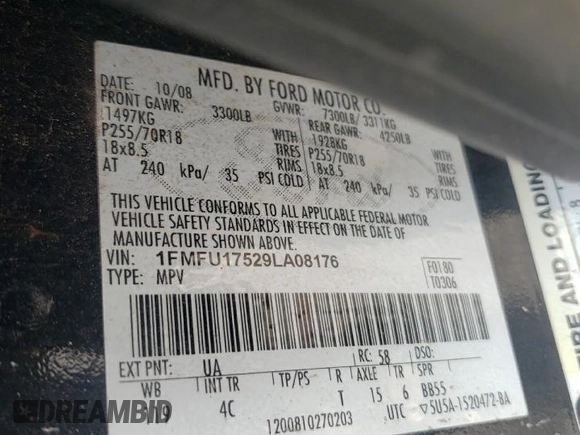 MFD. BY FORD MOTOR CO.
DATE: 10/08 GVWR: 7300LB/ 3311KG
FRONT GAWR: 3300LB REAR GAWR: 4250LB
1497KG WITH 1928KG WITH
P255/70R18 TIRES P255/70R18 TIRES
18x8.5 RIMS 18x8.5 RIMS
AT 240 kPa/ 35 PSI COLD AT 240 kPa/ 35 PSI COLD
THIS VEHICLE CONFORMS TO ALL APPLICABLE FEDERAL MOTOR
VEHICLE SAFETY STANDARDS IN EFFECT ON THE DATE OF
MANUFACTURE SHOWN ABOVE.
VIN: 1FMFU17529LA08176
TYPE: MPV F0180
T0306
EXT PNT: UA RC: 58 DSO:
WB INT TR TP/PS R AXLE TR SPR
119 4C T 15 6 BB55
1200810270203 UTC 5U5A-1520472-BA
IRE AND LOADING
DREAMBID